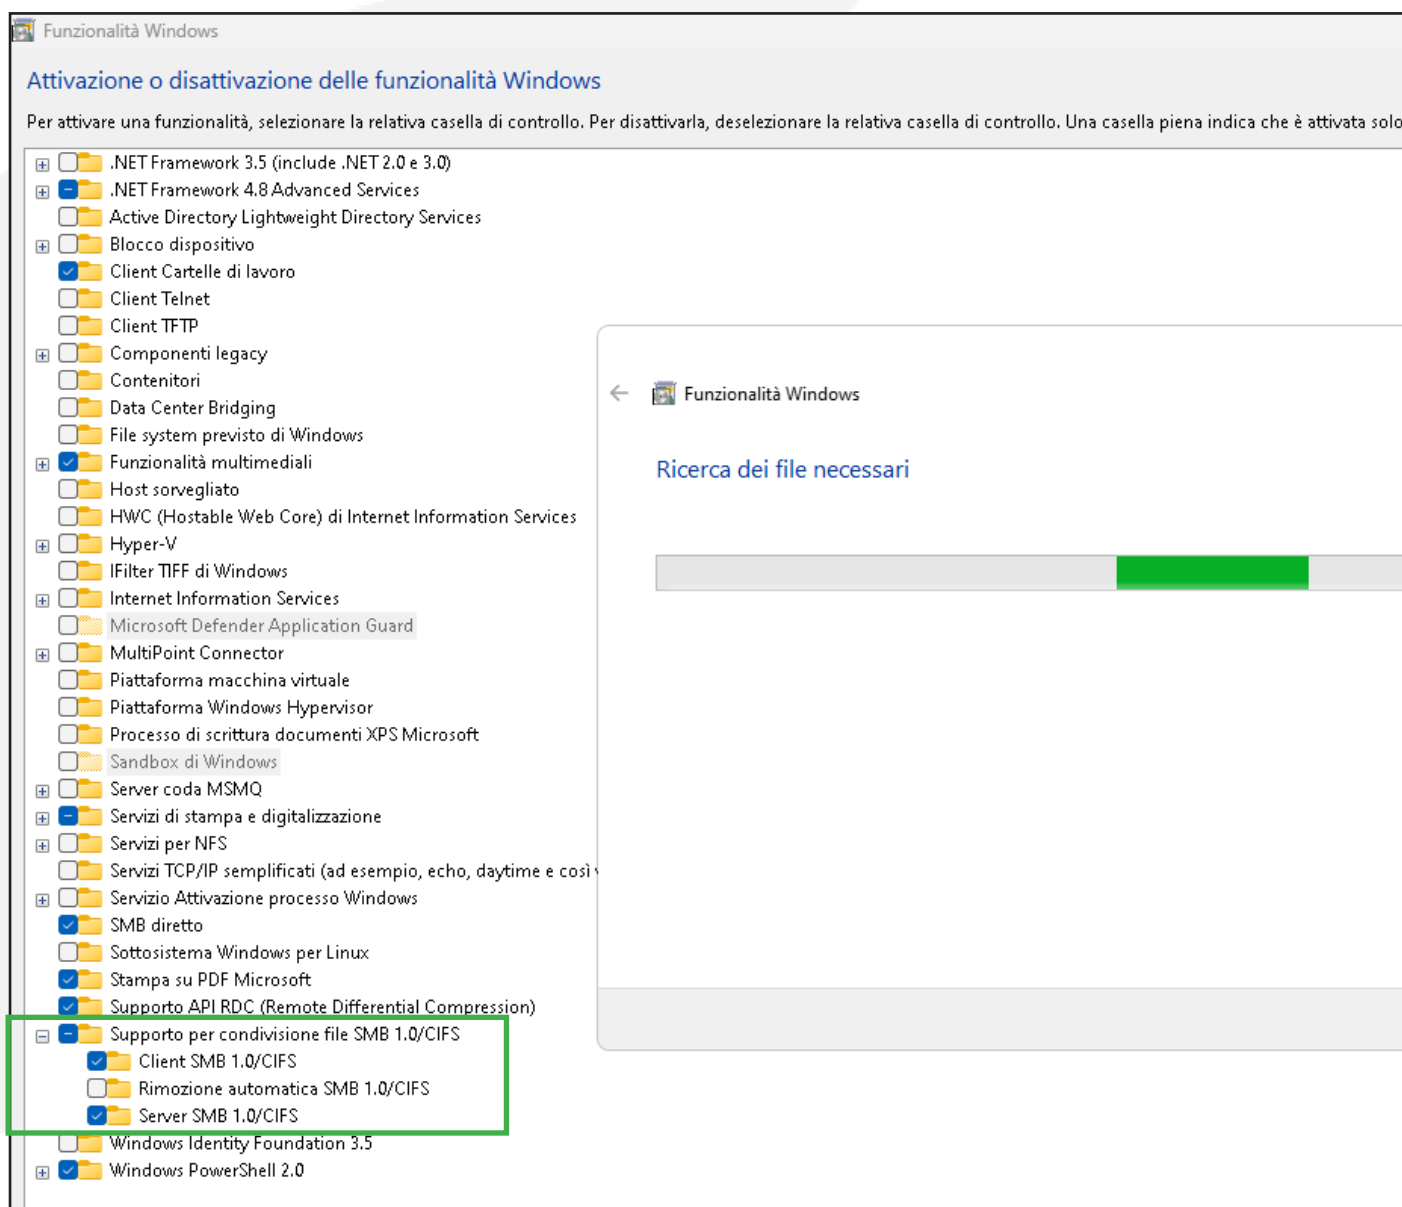 Funzionalità Windows
Attivazione o disattivazione delle funzionalità Windows
Per attivare una funzionalità, selezionare la relativa casella di controllo. Per disattivarla, deselezionare la relativa casella di controllo. Una casella piena indica che è attivata solo
.NET Framework 3.5 (include .NET 2.0 e 3.0)
.NET Framework 4.8 Advanced Services
Active Directory Lightweight Directory Services
Blocco dispositivo
Client Cartelle di lavoro
Client Telnet
Client TFTP
Componenti legacy
Contenitori
Data Center Bridging
File system previsto di Windows
Funzionalità multimediali
Host sorvegliato
HWC (Hostable Web Core) di Internet Information Services
Hyper-V
IFilter TIFF di Windows
Internet Information Services
Microsoft Defender Application Guard
MultiPoint Connector
Piattaforma macchina virtuale
Piattaforma Windows Hypervisor
Processo di scrittura documenti XPS Microsoft
Sandbox di Windows
Server coda MSMQ
Servizi di stampa e digitalizzazione
Servizi per NFS
Servizi TCP/IP semplificati (ad esempio, echo, daytime e così
Servizio Attivazione processo Windows
SMB diretto
Sottosistema Windows per Linux
Stampa su PDF Microsoft
Supporto API RDC (Remote Differential Compression)
Supporto per condivisione file SMB 1.0/CIFS
Client SMB 1.0/CIFS
Rimozione automatica SMB 1.0/CIFS
Server SMB 1.0/CIFS
Windows Identity Foundation 3.5
Windows PowerShell 2.0
Funzionalità Windows
Ricerca dei file necessari